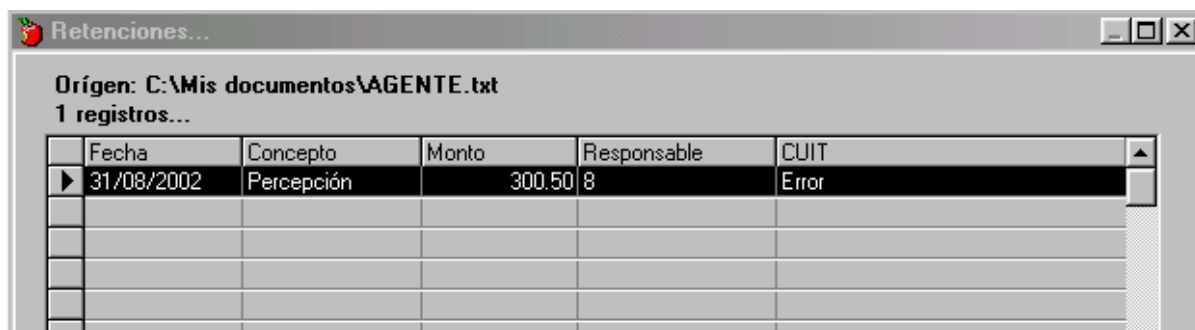 Retenciones...
Orígen: C:\Mis documentos\AGENTE.txt
1 registros...
Fecha Concepto Monto Responsable CUIT
31/08/2002 Percepción 300.50 8 Error